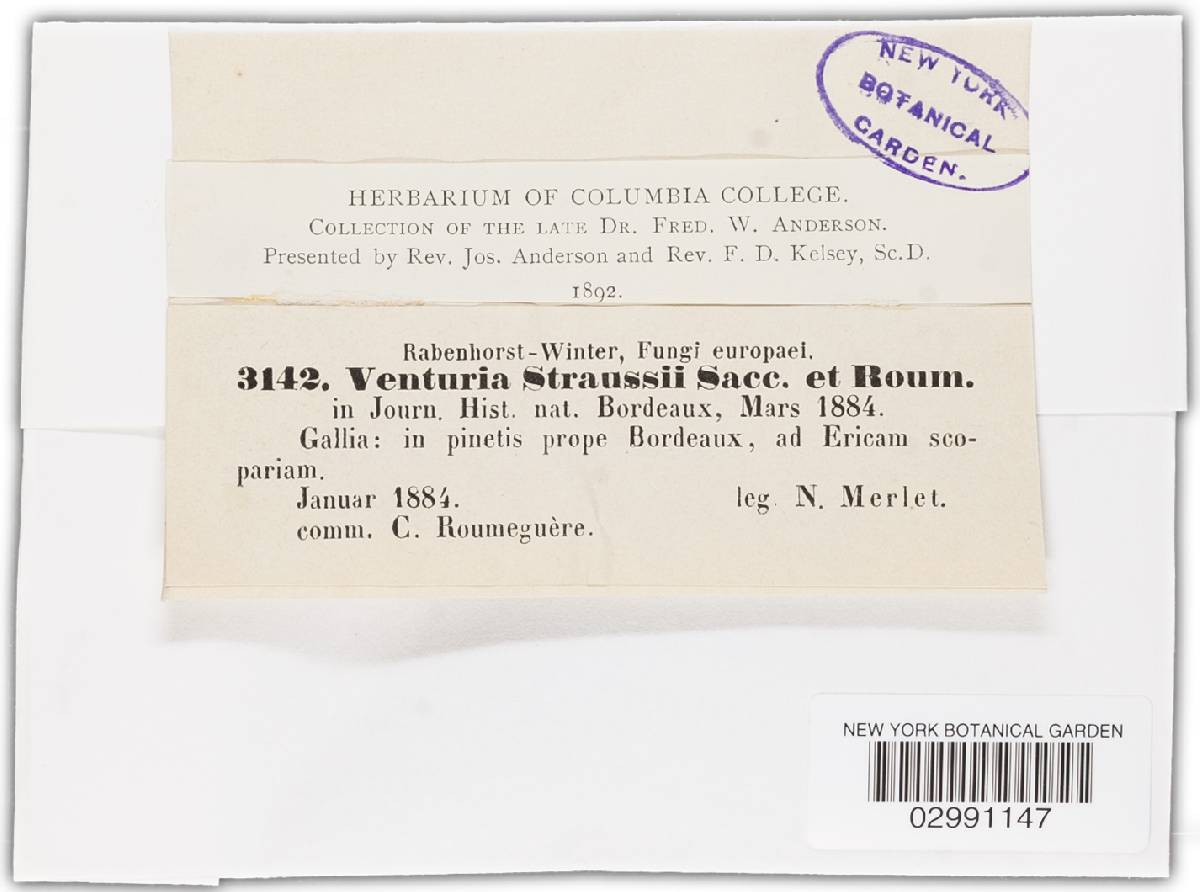 NEW YORK
BOTANICAL
GARDEN.
HERBARIUM OF COLUMBIA COLLEGE.
COLLECTION OF THE LATE DR. FRED. W. ANDERSON.
Presented by Rev. Jos. Anderson and Rev. F. D. Kelsey, Sc.D.
1892.
Rabenhorst-Winter, Fungi europaei.
3142. Venturia Straussii Sacc. et Roum.
in Journ. Hist. nat. Bordeaux, Mars 1884.
Gallia: in pinetis prope Bordeaux, ad Ericam sco-
pariam.
Januar 1884. leg. N. Merlet.
comm. C. Roumeguère.
NEW YORK BOTANICAL GARDEN
02991147